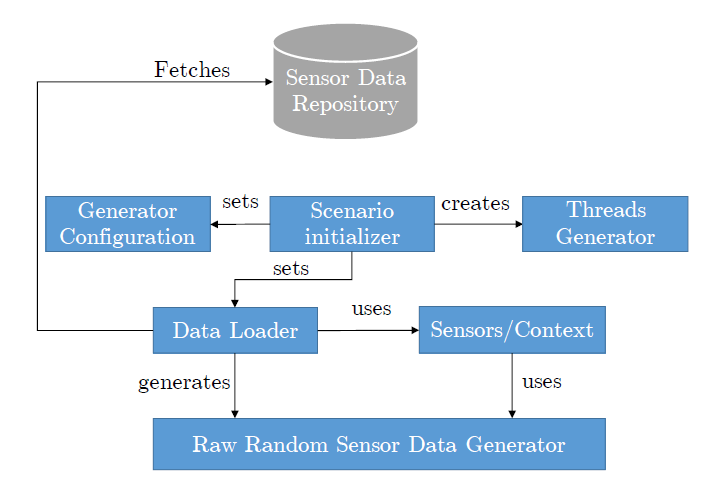 Fetches
Sensor Data
Repository
Generator
Configuration
sets
Scenario
initializer
creates
Threads
Generator
sets
Data Loader
uses
Sensors/Context
generates
uses
Raw Random Sensor Data Generator